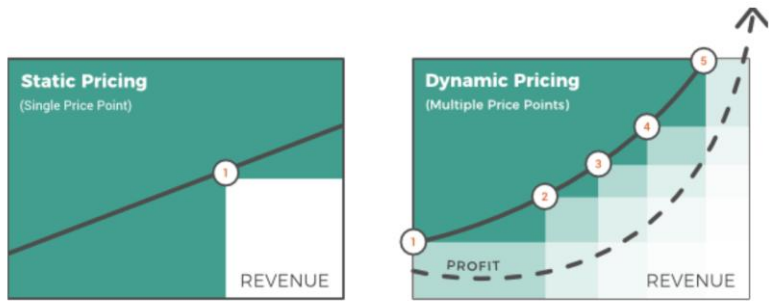 Static Pricing
(Single Price Point)
1
REVENUE
Dynamic Pricing
(Multiple Price Points)
5
4
3
2
1
PROFIT
REVENUE